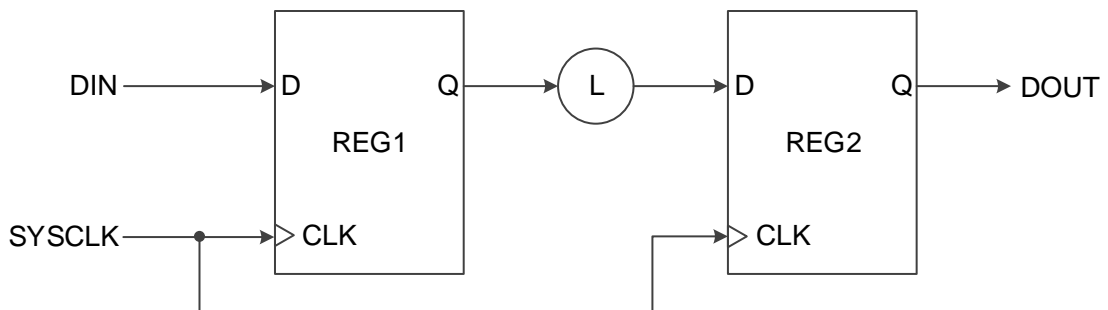 DIN
D
Q
L
D
Q
DOUT
REG1
REG2
SYSCLK
CLK
CLK